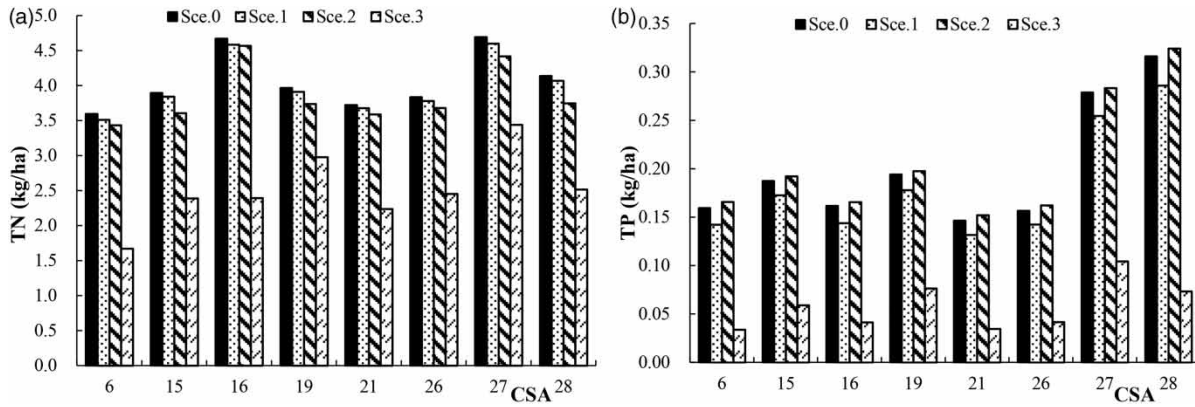 (a)
Sce.0 Sce.1 Sce.2 Sce.3
TN (kg/ha)
5.0
4.5
4.0
3.5
3.0
2.5
2.0
1.5
1.0
0.5
0.0
6 15 16 19 21 26 27 28
CSA
(b)
Sce.0 Sce.1 Sce.2 Sce.3
TP (kg/ha)
0.35
0.30
0.25
0.20
0.15
0.10
0.05
0.00
6 15 16 19 21 26 27 28
CSA